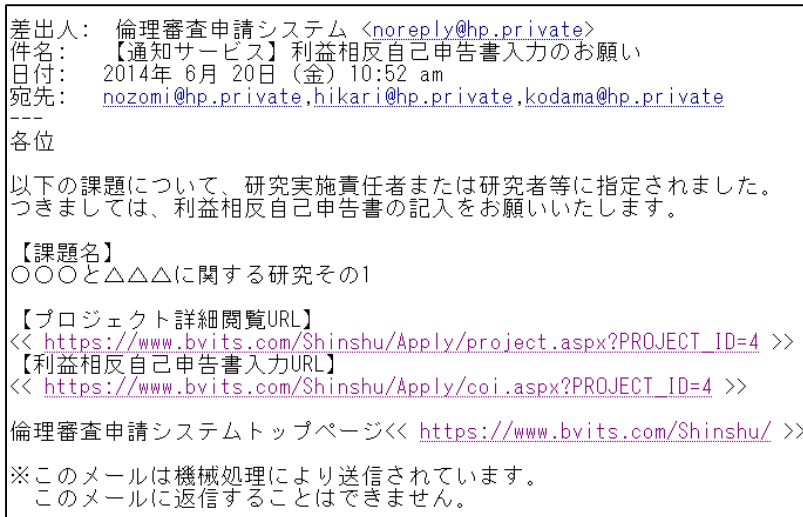 差出人: 倫理審査申請システム <noreply@hp.private>
件名: 【通知サービス】利益相反自己申告書入力のお願い
日付: 2014年 6月 20日 (金) 10:52 am
宛先: nozomi@hp.private,hikari@hp.private,kodama@hp.private
---
各位
以下の課題について、研究実施責任者または研究者等に指定されました。
つきましては、利益相反自己申告書の記入をお願いいたします。
【課題名】
○○○と△△△に関する研究その1
【プロジェクト詳細閲覧URL】
<< https://www.bvits.com/Shinshu/Apply/project.aspx?PROJECT_ID=4 >>
【利益相反自己申告書入力URL】
<< https://www.bvits.com/Shinshu/Apply/coi.aspx?PROJECT_ID=4 >>
倫理審査申請システムトップページ<< https://www.bvits.com/Shinshu/ >>
※このメールは機械処理により送信されています。
このメールに返信することはできません。